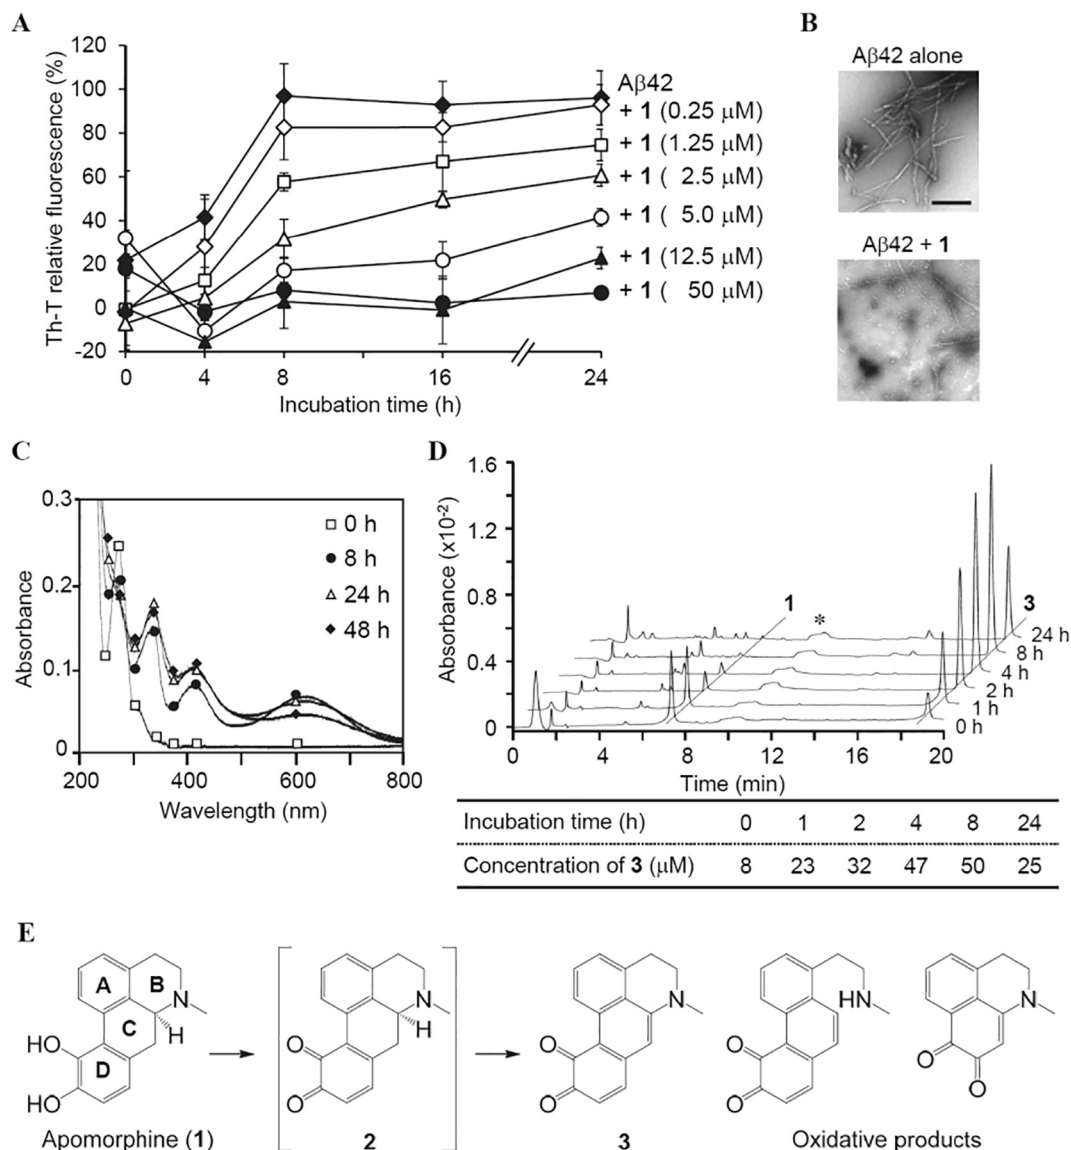 A
Th-T relative fluorescence (%)
120
100
80
60
40
20
0
-20
0 4 8 16 24
Incubation time (h)
Aβ42
+ 1 (0.25 μM)
+ 1 (1.25 μM)
+ 1 ( 2.5 μM)
+ 1 ( 5.0 μM)
+ 1 (12.5 μM)
+ 1 ( 50 μM)
B
Aβ42 alone
Aβ42 + 1
C
Absorbance
0.3
0.2
0.1
0
200 400 600 800
Wavelength (nm)
0 h
8 h
24 h
48 h
D
Absorbance (x10-2)
1.6
1.2
0.8
0.4
0
1
*
3
24 h
8 h
4 h
2 h
1 h
0 h
0 4 8 12 16 20
Time (min)
Incubation time (h) 0 1 2 4 8 24
Concentration of 3 (μM) 8 23 32 47 50 25
E
A B
N
C
H
HO
D
HO
Apomorphine (1)
N
H
O
O
2
N
O
O
3
HN
O
O
N
O
O
Oxidative products